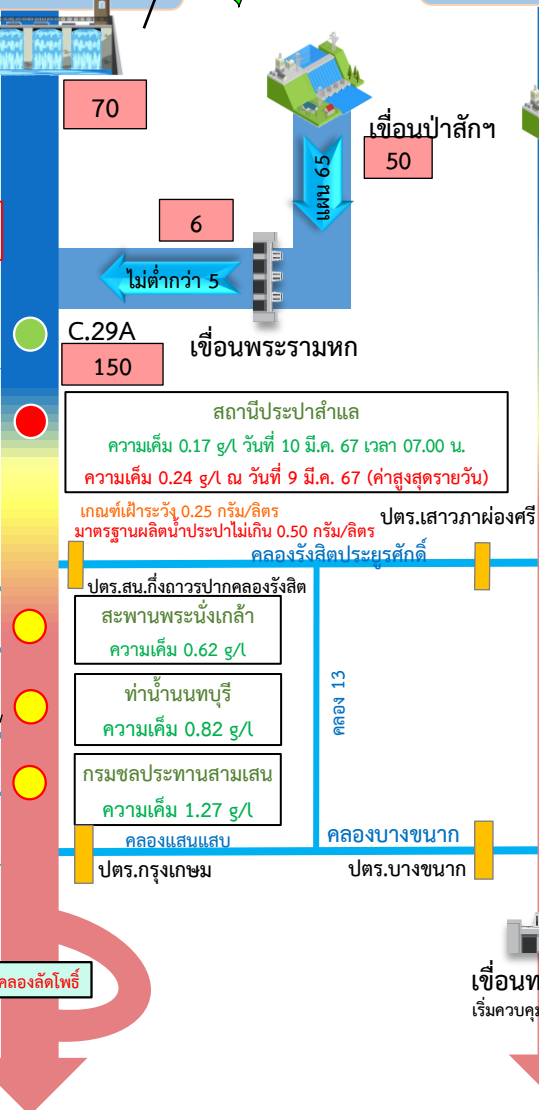 70
เขื่อนป่าสักฯ
50
แผน 65
6
ไม่ต่ำกว่า 5
C.29A
เขื่อนพระรามหก
150
สถานีประปาสำแล
ความเค็ม 0.17 g/l วันที่ 10 มี.ค. 67 เวลา 07.00 น.
ความเค็ม 0.24 g/l ณ วันที่ 9 มี.ค. 67 (ค่าสูงสุดรายวัน)
เกณฑ์เฝ้าระวัง 0.25 กรัม/ลิตร
มาตรฐานผลิตน้ำประปาไม่เกิน 0.50 กรัม/ลิตร
ปตร.เสาวภาผ่องศรี
คลองรังสิตประยูรศักดิ์
ปตร.สน.กึ่งถาวรปากคลองรังสิต
สะพานพระนั่งเกล้า
ความเค็ม 0.62 g/l
ท่าน้ำนนทบุรี
ความเค็ม 0.82 g/l
คลอง 13
กรมชลประทานสามเสน
ความเค็ม 1.27 g/l
คลองแสนแสบ
คลองบางขนาก
ปตร.กรุงเกษม
ปตร.บางขนาก
คลองลัดโพธิ์
เขื่อนท
เริ่มควบคุม